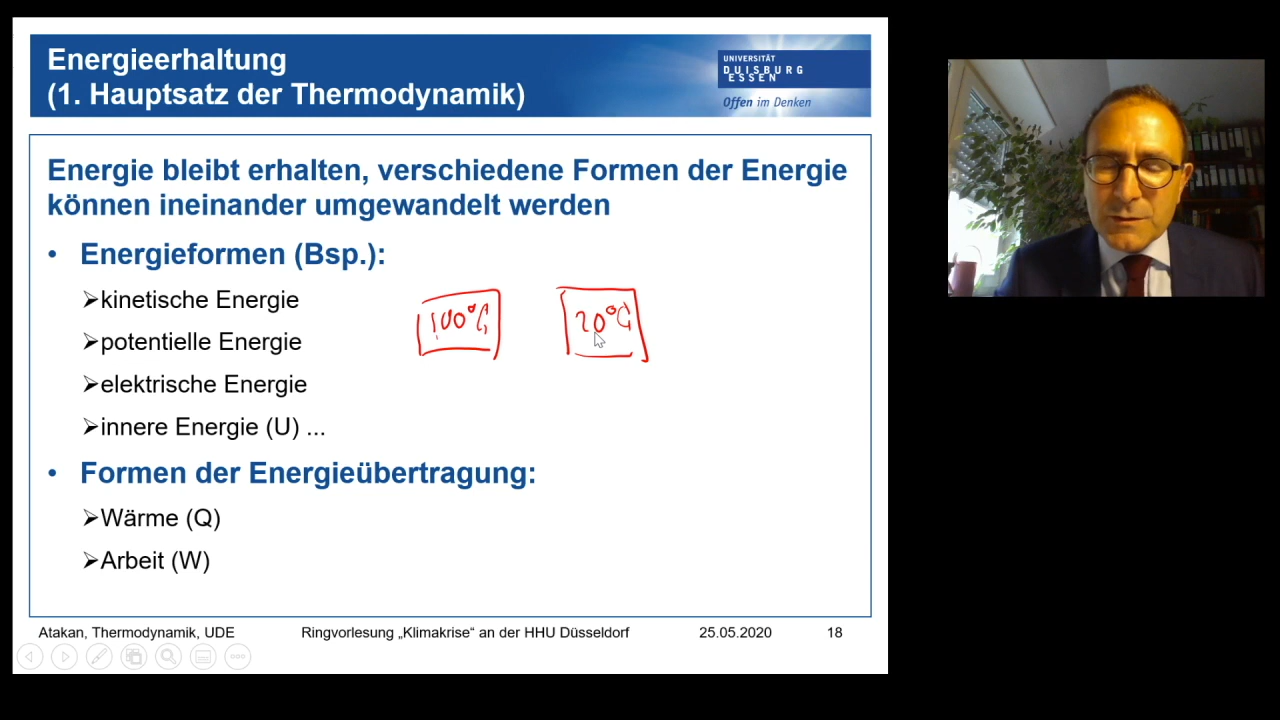 Energieerhaltung
(1. Hauptsatz der Thermodynamik)
UNIVERSITÄT
DUISBURG
ESSEN
Offen im Denken
Energie bleibt erhalten, verschiedene Formen der Energie
können ineinander umgewandelt werden
• Energieformen (Bsp.):
➢kinetische Energie
100°C 20°C
➢potentielle Energie
➢elektrische Energie
➢innere Energie (U) ...
• Formen der Energieübertragung:
➢Wärme (Q)
➢Arbeit (W)
Atakan, Thermodynamik, UDE Ringvorlesung „Klimakrise“ an der HHU Düsseldorf 25.05.2020 18